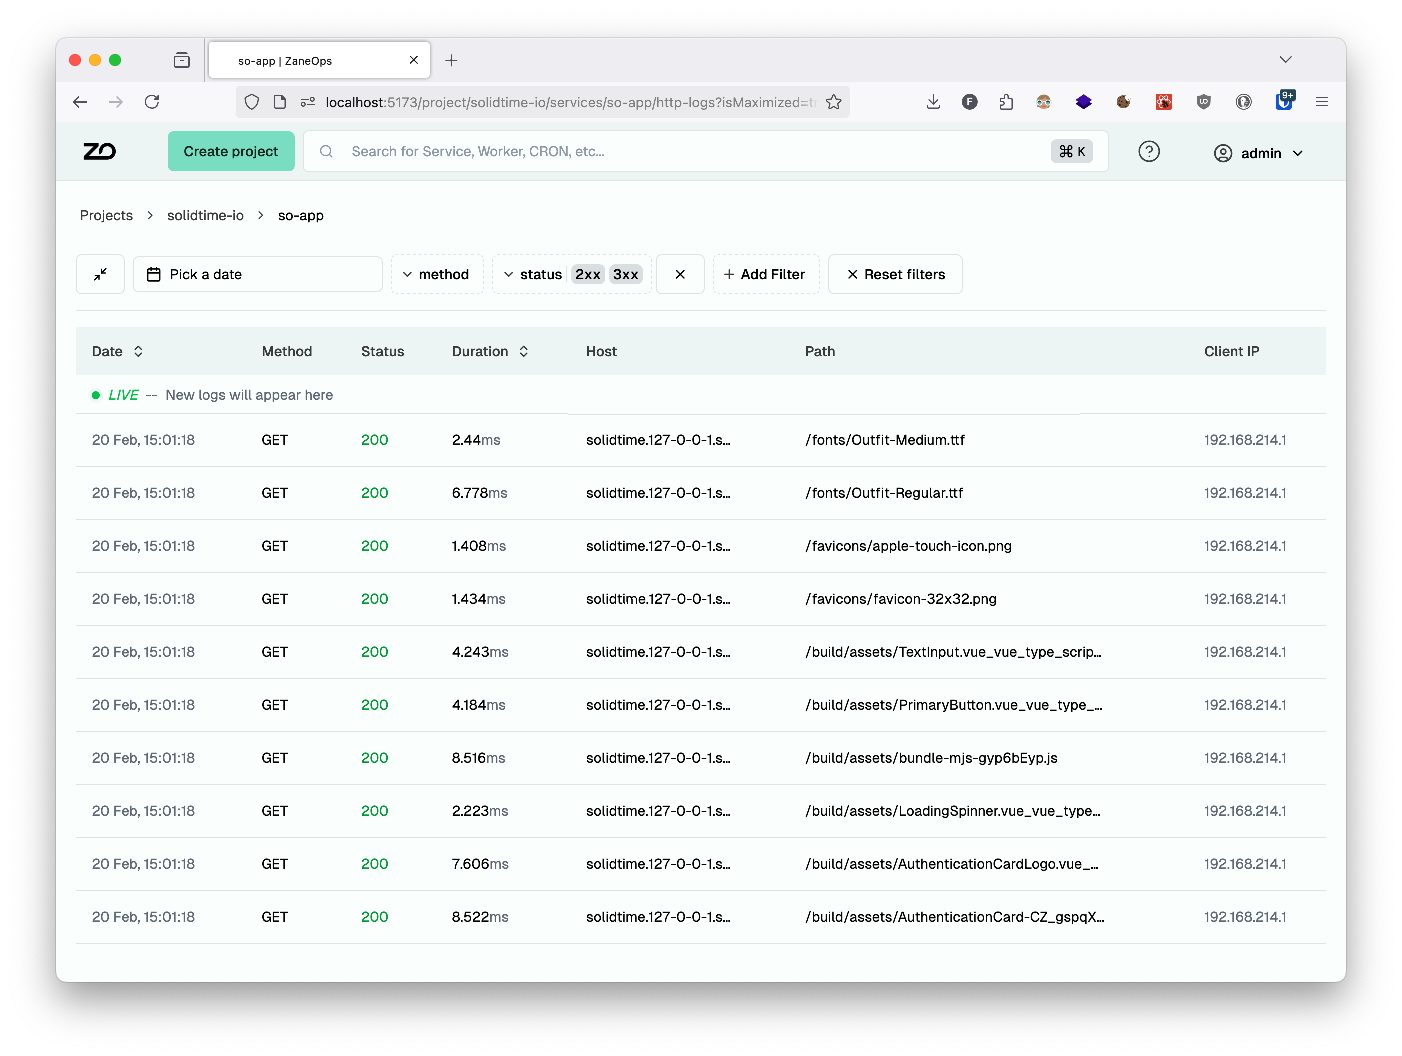 so-app | ZaneOps
localhost:5173/project/solidtime-io/services/so-app/http-logs?isMaximized=tr
9+
ZO
Create project
Search for Service, Worker, CRON, etc...
⌘ K
admin
Projects > solidtime-io > so-app
Pick a date
method
status 2xx 3xx
+ Add Filter
Reset filters
Date Method Status Duration Host Path Client IP
LIVE -- New logs will appear here
20 Feb, 15:01:18 GET 200 2.44ms solidtime.127-0-0-1.s... /fonts/Outfit-Medium.ttf 192.168.214.1
20 Feb, 15:01:18 GET 200 6.778ms solidtime.127-0-0-1.s... /fonts/Outfit-Regular.ttf 192.168.214.1
20 Feb, 15:01:18 GET 200 1.408ms solidtime.127-0-0-1.s... /favicons/apple-touch-icon.png 192.168.214.1
20 Feb, 15:01:18 GET 200 1.434ms solidtime.127-0-0-1.s... /favicons/favicon-32x32.png 192.168.214.1
20 Feb, 15:01:18 GET 200 4.243ms solidtime.127-0-0-1.s... /build/assets/TextInput.vue_vue_type_scrip... 192.168.214.1
20 Feb, 15:01:18 GET 200 4.184ms solidtime.127-0-0-1.s... /build/assets/PrimaryButton.vue_vue_type_... 192.168.214.1
20 Feb, 15:01:18 GET 200 8.516ms solidtime.127-0-0-1.s... /build/assets/bundle-mjs-gyp6bEyp.js 192.168.214.1
20 Feb, 15:01:18 GET 200 2.223ms solidtime.127-0-0-1.s... /build/assets/LoadingSpinner.vue_vue_type... 192.168.214.1
20 Feb, 15:01:18 GET 200 7.606ms solidtime.127-0-0-1.s... /build/assets/AuthenticationCardLogo.vue_... 192.168.214.1
20 Feb, 15:01:18 GET 200 8.522ms solidtime.127-0-0-1.s... /build/assets/AuthenticationCard-CZ_gspqX... 192.168.214.1